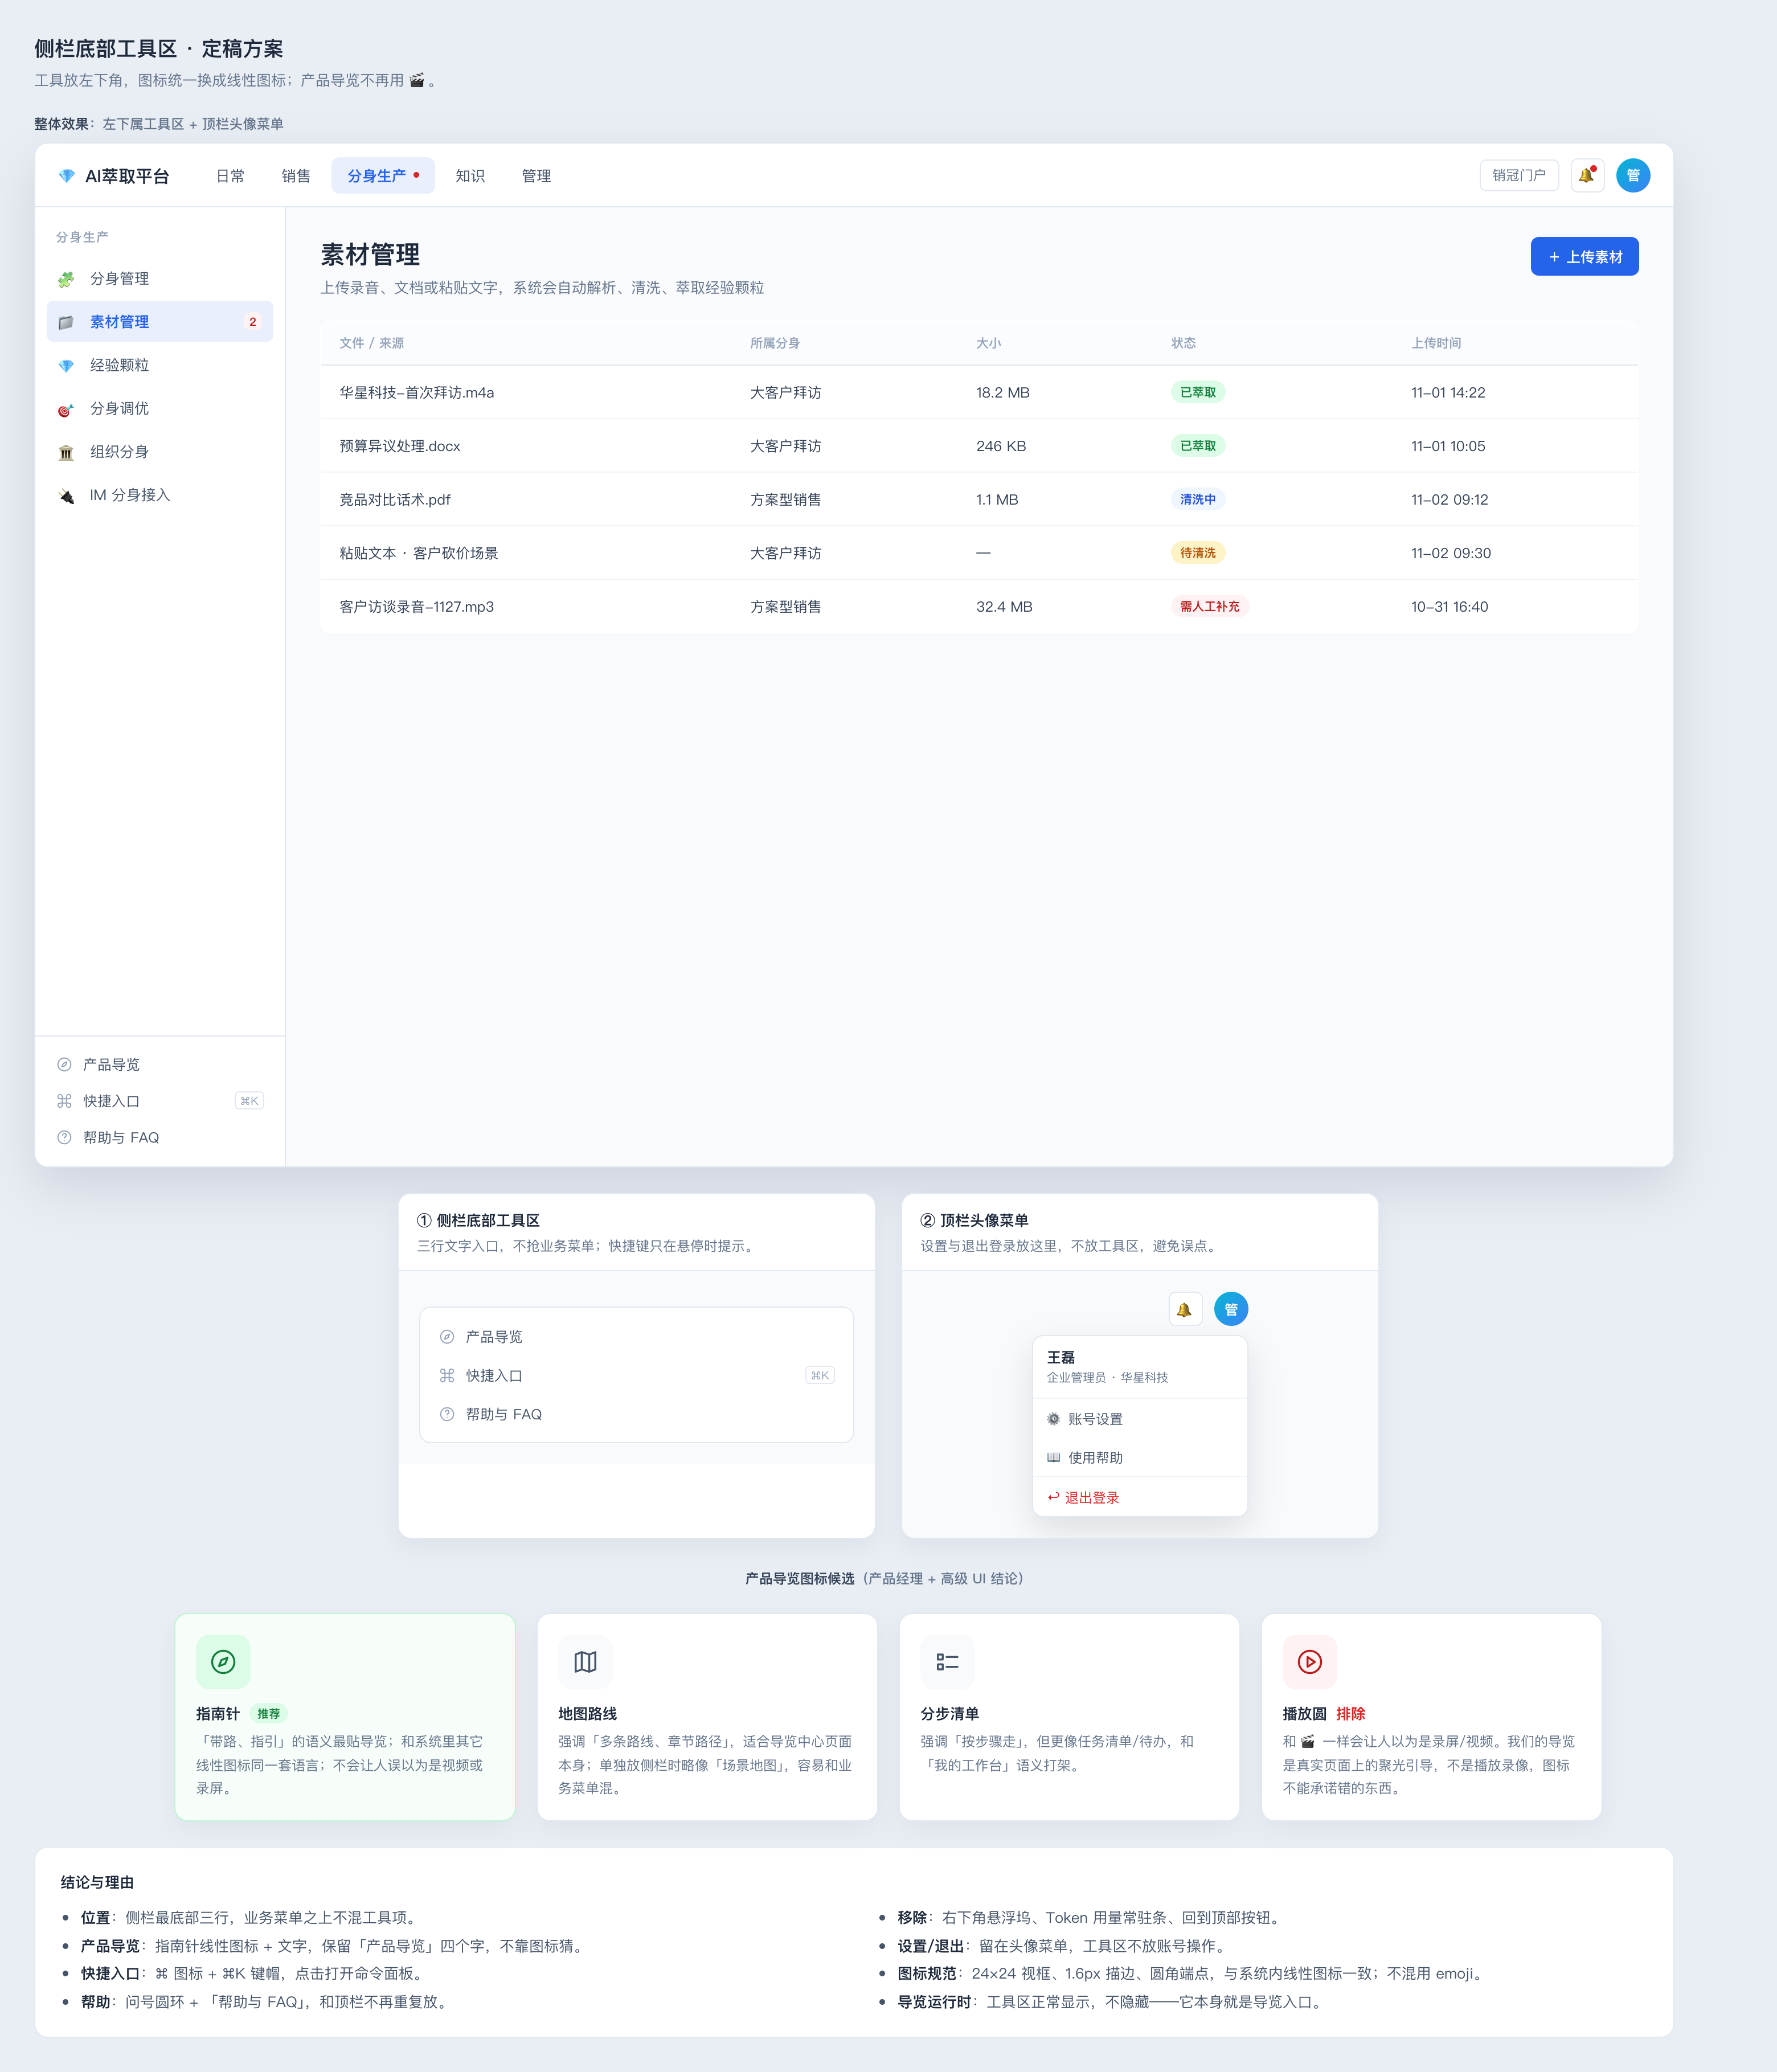 侧栏底部工具区 · 定稿方案
工具放左下角，图标统一换成线性图标；产品导览不再用 🎬 。
整体效果：左下属工具区 + 顶栏头像菜单
💎 AI萃取平台 日常 销售 分身生产 知识 管理 销冠门户 🔔 管
分身生产
🧩 分身管理
📁 素材管理 2
💎 经验颗粒
🎯 分身调优
🏛️ 组织分身
🔌 IM 分身接入
产品导览
快捷入口 ⌘K
帮助与 FAQ
素材管理
+ 上传素材
上传录音、文档或粘贴文字，系统会自动解析、清洗、萃取经验颗粒
文件 / 来源 所属分身 大小 状态 上传时间
华星科技–首次拜访.m4a 大客户拜访 18.2 MB 已萃取 11–01 14:22
预算异议处理.docx 大客户拜访 246 KB 已萃取 11–01 10:05
竞品对比话术.pdf 方案型销售 1.1 MB 清洗中 11–02 09:12
粘贴文本 · 客户砍价场景 大客户拜访 — 待清洗 11–02 09:30
客户访谈录音–1127.mp3 方案型销售 32.4 MB 需人工补充 10–31 16:40
① 侧栏底部工具区
三行文字入口，不抢业务菜单；快捷键只在悬停时提示。
产品导览
快捷入口 ⌘K
帮助与 FAQ
② 顶栏头像菜单
设置与退出登录放这里，不放工具区，避免误点。
🔔 管
王磊
企业管理员 · 华星科技
⚙️ 账号设置
📖 使用帮助
↩ 退出登录
产品导览图标候选（产品经理 + 高级 UI 结论）
指南针 推荐
「带路、指引」的语义最贴导览；和系统里其它
线性图标同一套语言；不会让人误以为是视频或
录屏。
地图路线
强调「多条路线、章节路径」，适合导览中心页面
本身；单独放侧栏时略像「场景地图」，容易和业
务菜单混。
分步清单
强调「按步骤走」，但更像任务清单/待办，和
「我的工作台」语义打架。
播放圆 排除
和 🎬 一样会让人以为是录屏/视频。我们的导览
是真实页面上的聚光引导，不是播放录像，图标
不能承诺错的东西。
结论与理由
• 位置：侧栏最底部三行，业务菜单之上不混工具项。
• 产品导览：指南针线性图标 + 文字，保留「产品导览」四个字，不靠图标猜。
• 快捷入口：⌘ 图标 + ⌘K 键帽，点击打开命令面板。
• 帮助：问号圆环 + 「帮助与 FAQ」，和顶栏不再重复放。
• 移除：右下角悬浮坞、Token 用量常驻条、回到顶部按钮。
• 设置/退出：留在头像菜单，工具区不放账号操作。
• 图标规范：24×24 视框、1.6px 描边、圆角端点，与系统内线性图标一致；不混用 emoji。
• 导览运行时：工具区正常显示，不隐藏——它本身就是导览入口。